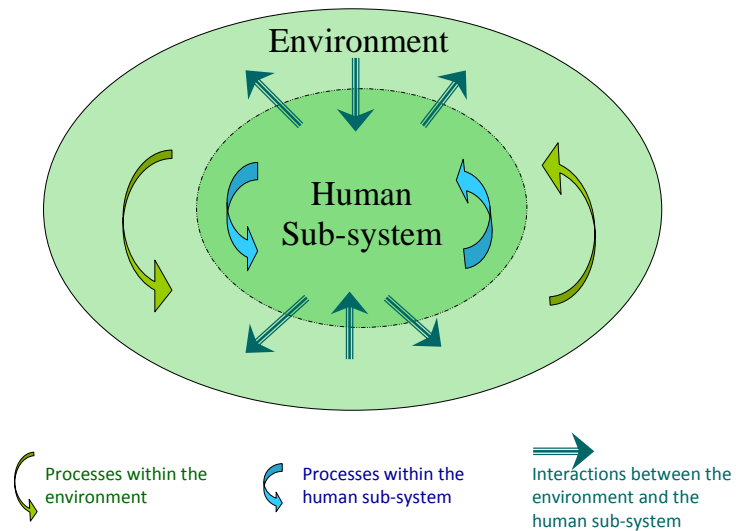 Environment
Human
Sub-system
Processes within the
environment
Processes within the
human sub-system
Interactions between the
environment and the
human sub-system